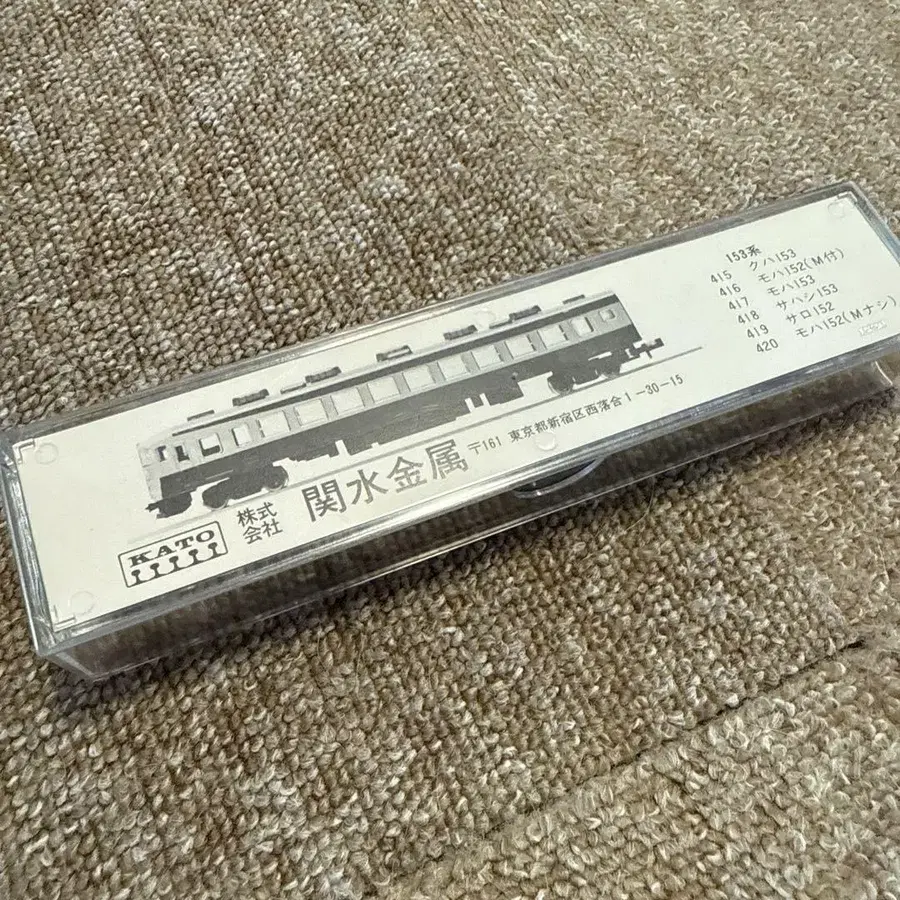 153系
415 クハ153
416 モハ152(M付)
417 モハ153
418 サハシ153
419 サロ152
420 モハ152(Mナシ)
KATO
株式会社
関水金属
〒161 東京都新宿区西落合1-30-15